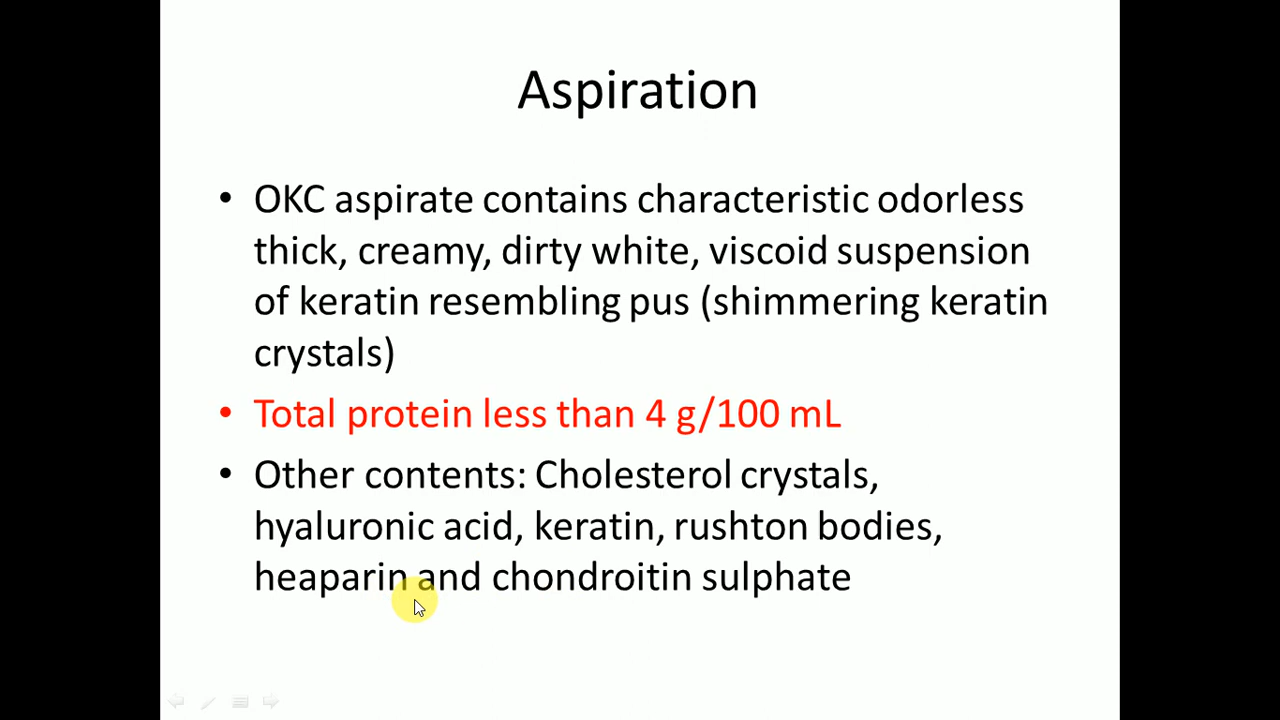 Aspiration
• OKC aspirate contains characteristic odorless
thick, creamy, dirty white, viscoid suspension
of keratin resembling pus (shimmering keratin
crystals)
• Total protein less than 4 g/100 mL
• Other contents: Cholesterol crystals,
hyaluronic acid, keratin, rushton bodies,
heaparin and chondroitin sulphate